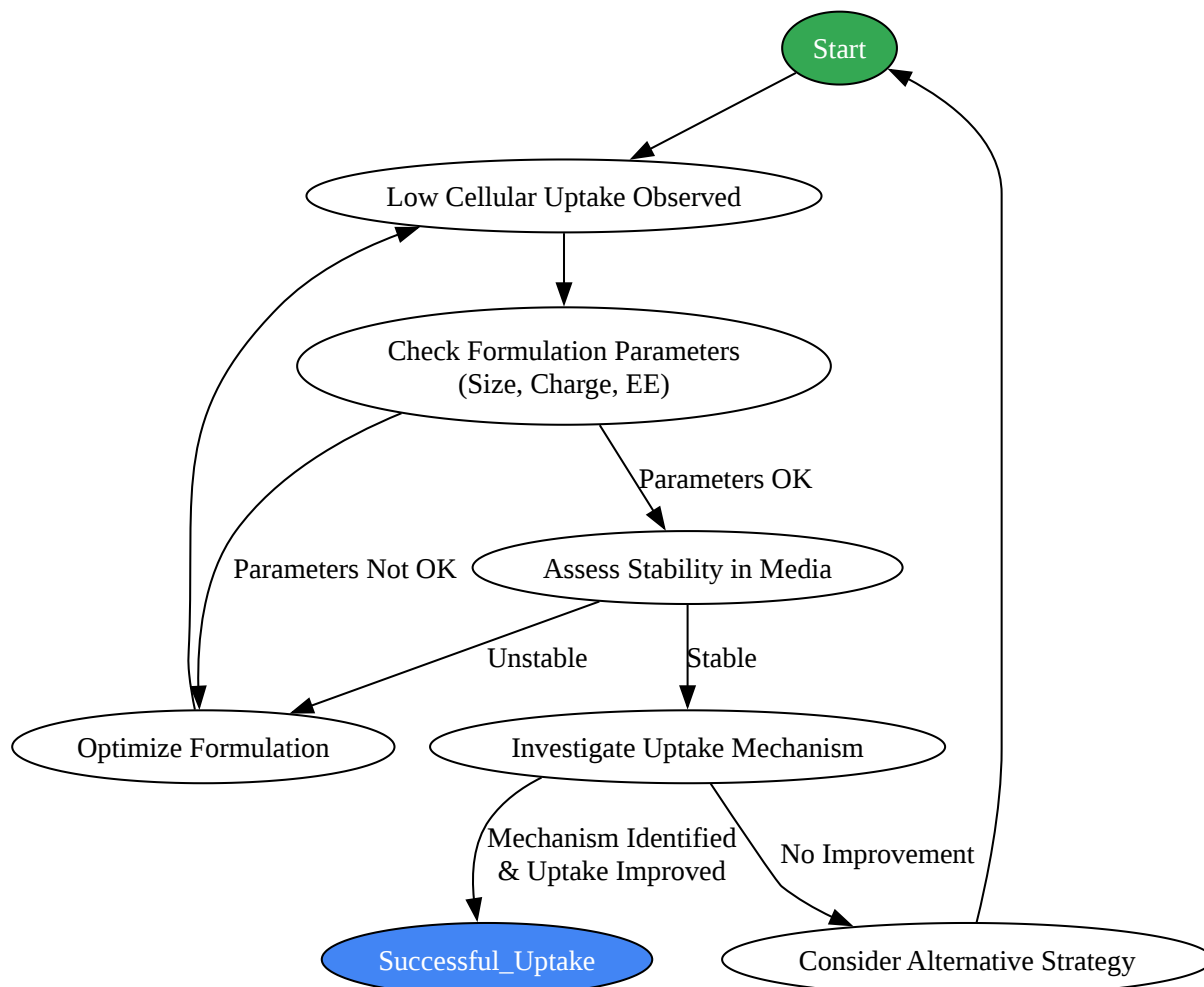 Start
Low Cellular Uptake Observed
Check Formulation Parameters
(Size, Charge, EE)
Parameters OK
Parameters Not OK
Assess Stability in Media
Unstable
Stable
Optimize Formulation
Investigate Uptake Mechanism
Mechanism Identified
& Uptake Improved
No Improvement
Successful_Uptake
Consider Alternative Strategy